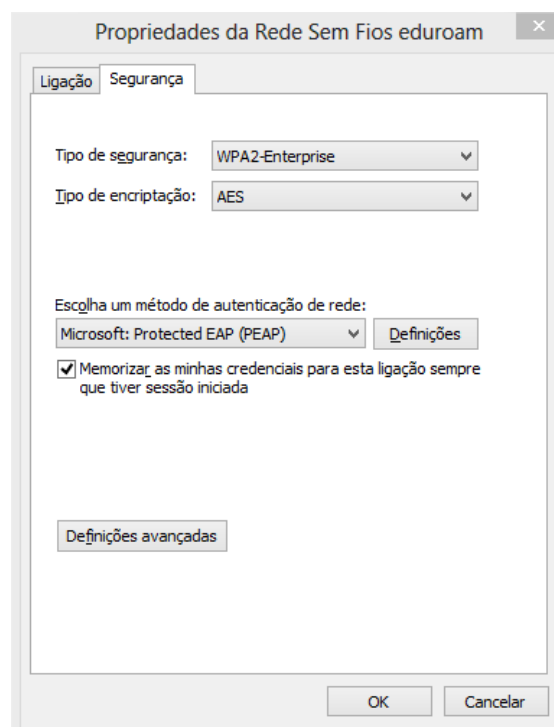 Propriedades da Rede Sem Fios eduroam
Ligação Segurança
Tipo de segurança: WPA2-Enterprise
Tipo de encriptação: AES
Escolha um método de autenticação de rede:
Microsoft: Protected EAP (PEAP) Definições
Memorizar as minhas credenciais para esta ligação sempre
que tiver sessão iniciada
Definições avançadas
OK Cancelar